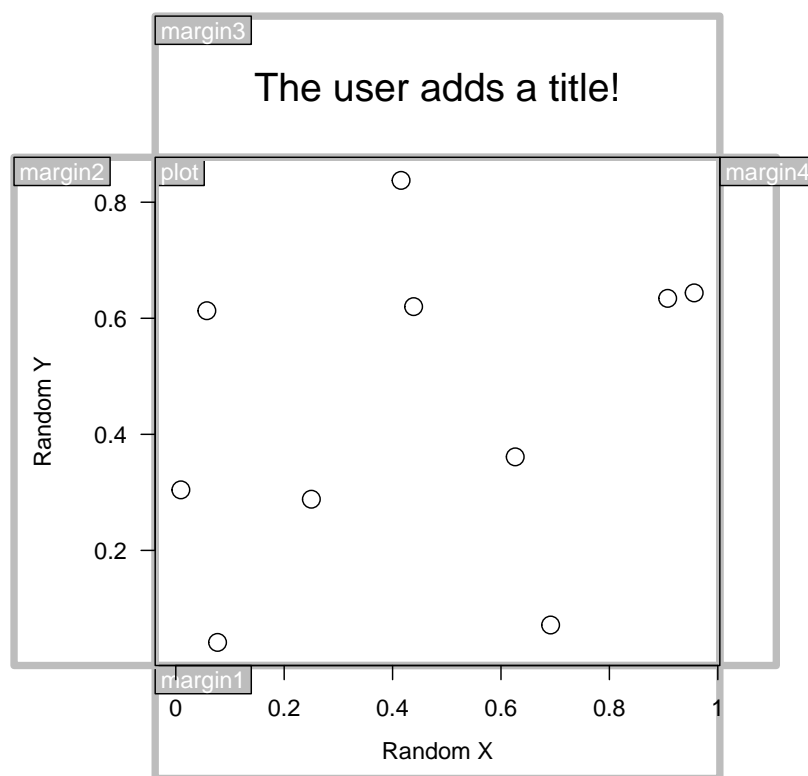 margin3
The user adds a title!
margin2
plot
margin4
0.8
0.6
0.4
0.2
Random Y
margin1
0 0.2 0.4 0.6 0.8 1
Random X